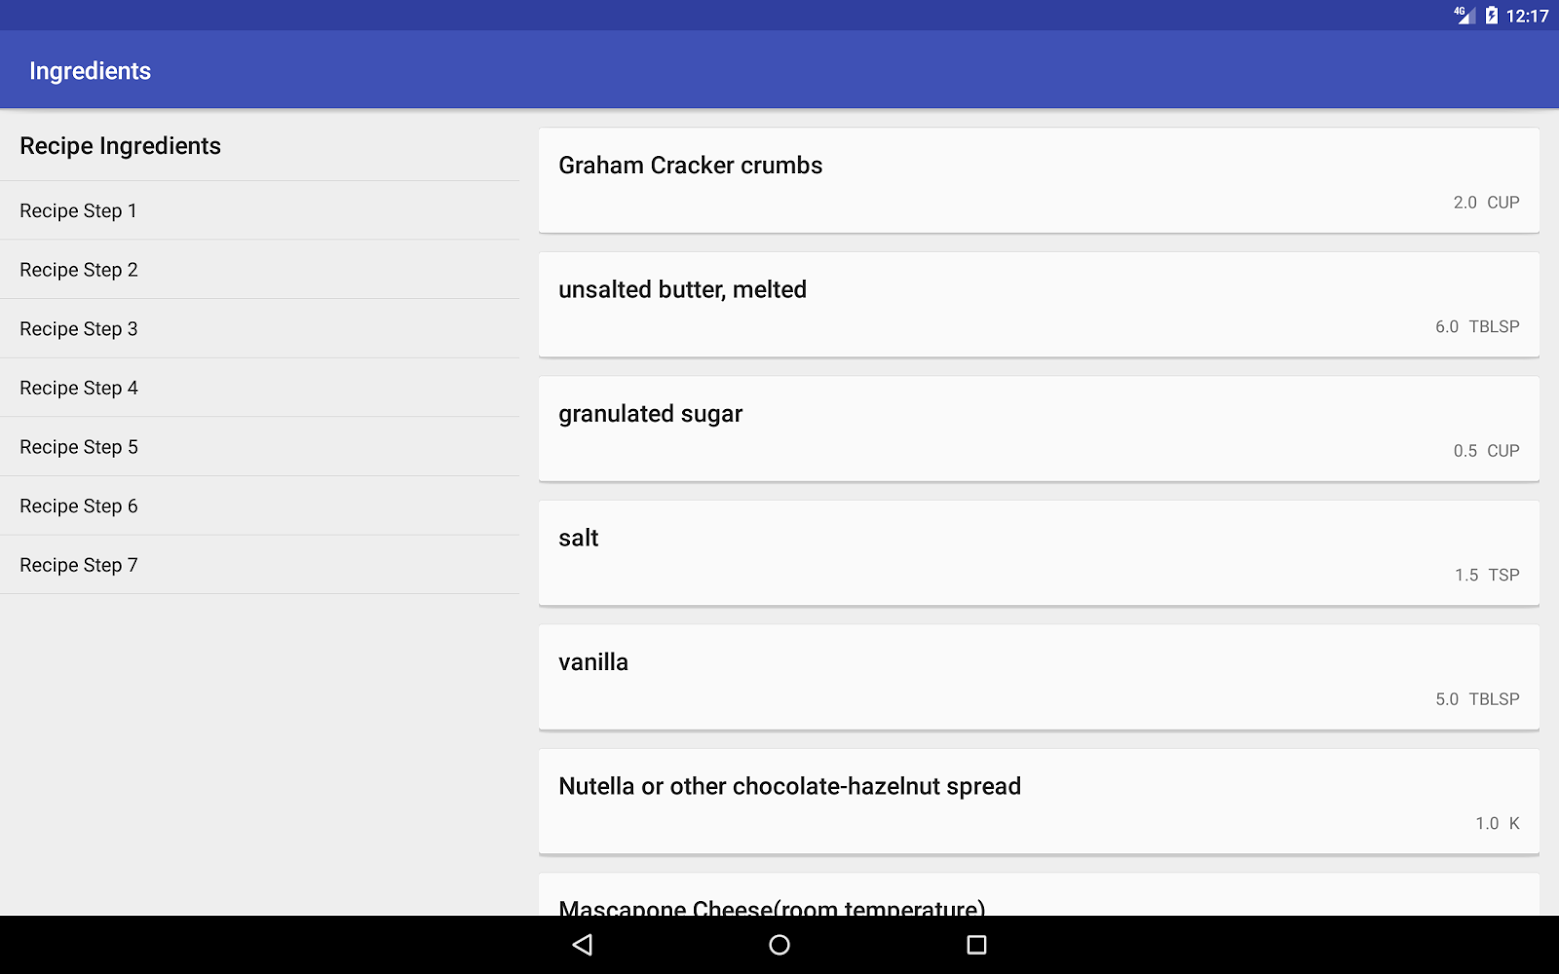 4G 12:17
Ingredients
Recipe Ingredients
Recipe Step 1
Recipe Step 2
Recipe Step 3
Recipe Step 4
Recipe Step 5
Recipe Step 6
Recipe Step 7
Graham Cracker crumbs
2.0 CUP
unsalted butter, melted
6.0 TBLSP
granulated sugar
0.5 CUP
salt
1.5 TSP
vanilla
5.0 TBLSP
Nutella or other chocolate-hazelnut spread
1.0 K
Mascapone Cheese(room temperature)